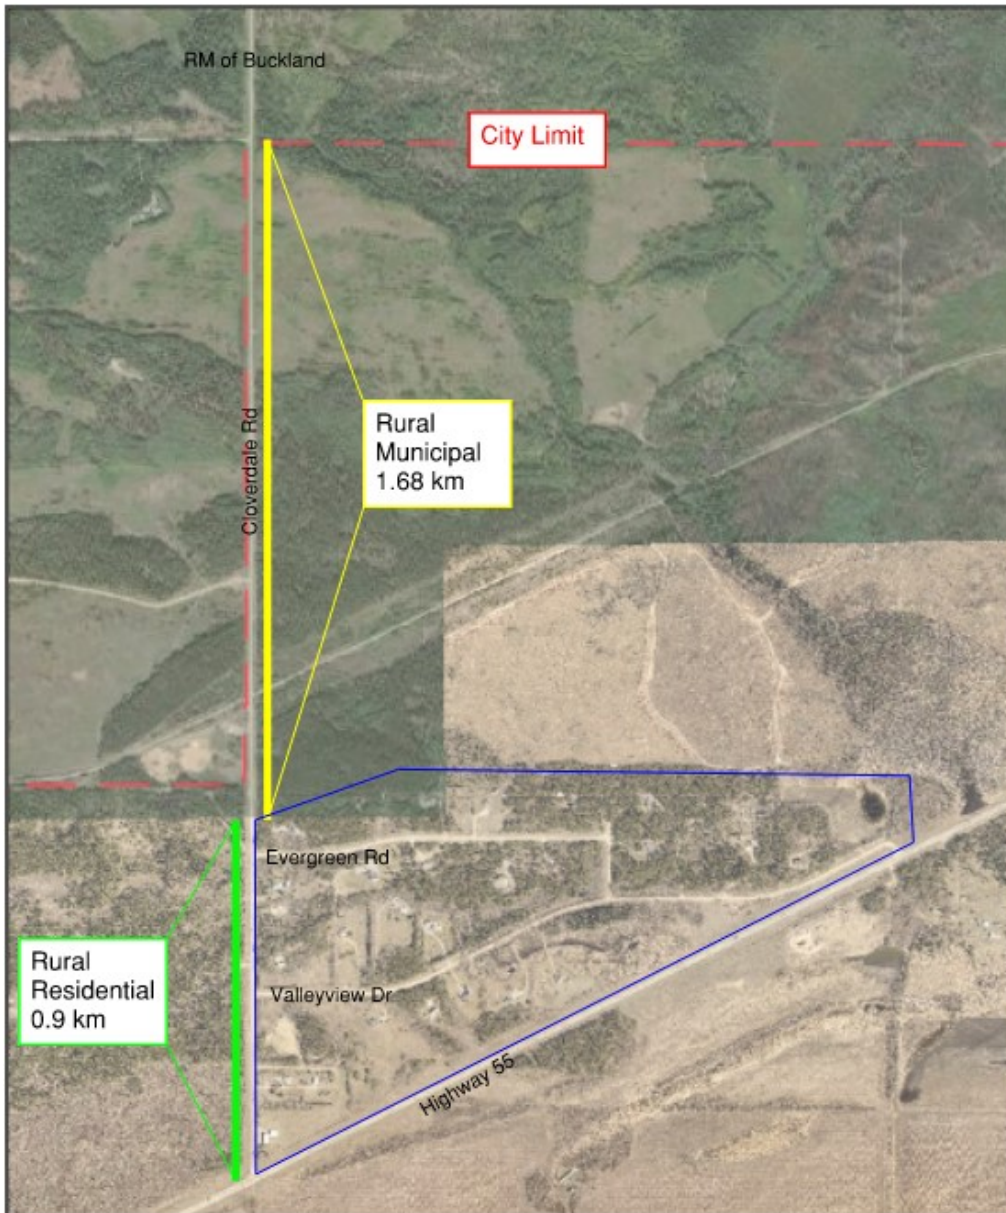 RM of Buckland
City Limit
Cloverdale Rd
Rural
Municipal
1.68 km
Evergreen Rd
Rural
Residential
0.9 km
Valleyview Dr
Highway 55